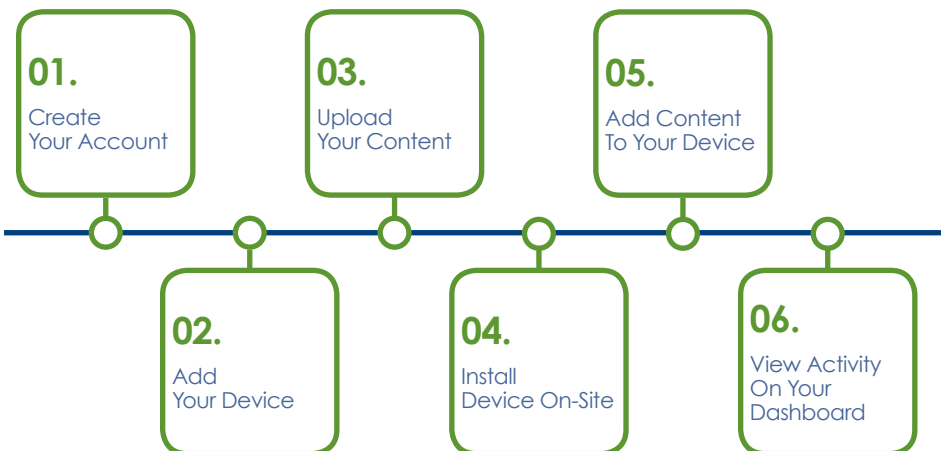 01.
Create
Your Account
02.
Add
Your Device
03.
Upload
Your Content
04.
Install
Device On-Site
05.
Add Content
To Your Device
06.
View Activity
On Your
Dashboard